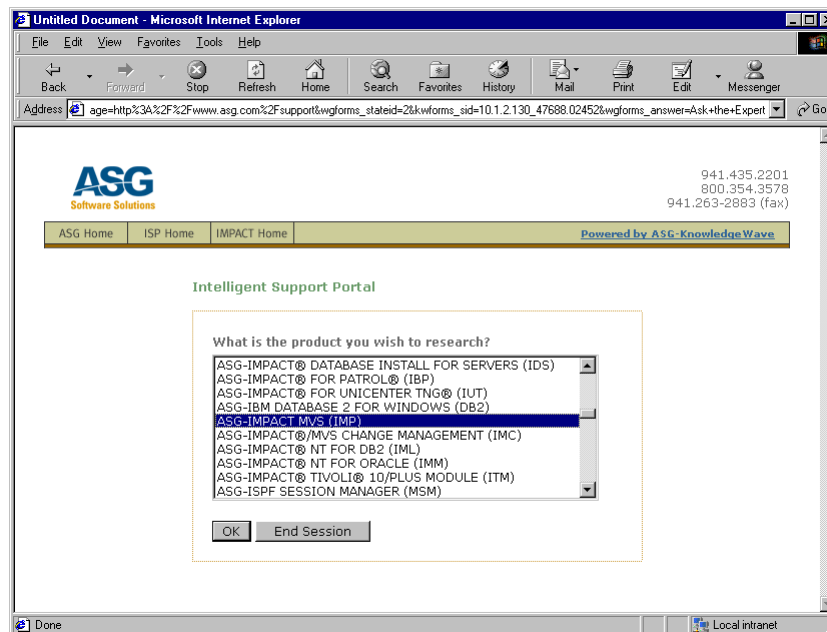 Untitled Document - Microsoft Internet Explorer
File Edit View Favorites Tools Help
Back Forward Stop Refresh Home Search Favorites History Mail Print Edit Messenger
Address age=http%3A%2F%2Fwww.asg.com%2Fsupport&wgforms_stateid=2&kwforms_sid=10.1.2.130_47688.02452&wgforms_answer=Ask+the+Expert Go
ASG
Software Solutions
941.435.2201
800.354.3578
941.263-2883 (fax)
ASG Home ISP Home IMPACT Home Powered by ASG-KnowledgeWave
Intelligent Support Portal
What is the product you wish to research?
ASG-IMPACT® DATABASE INSTALL FOR SERVERS (IDS)
ASG-IMPACT® FOR PATROL® (IBP)
ASG-IMPACT® FOR UNICENTER TNG® (IUT)
ASG-IBM DATABASE 2 FOR WINDOWS (DB2)
ASG-IMPACT MVS (IMP)
ASG-IMPACT®/MVS CHANGE MANAGEMENT (IMC)
ASG-IMPACT® NT FOR DB2 (IML)
ASG-IMPACT® NT FOR ORACLE (IMM)
ASG-IMPACT® TIVOLI® 10/PLUS MODULE (ITM)
ASG-ISPF SESSION MANAGER (MSM)
OK End Session
Done Local intranet